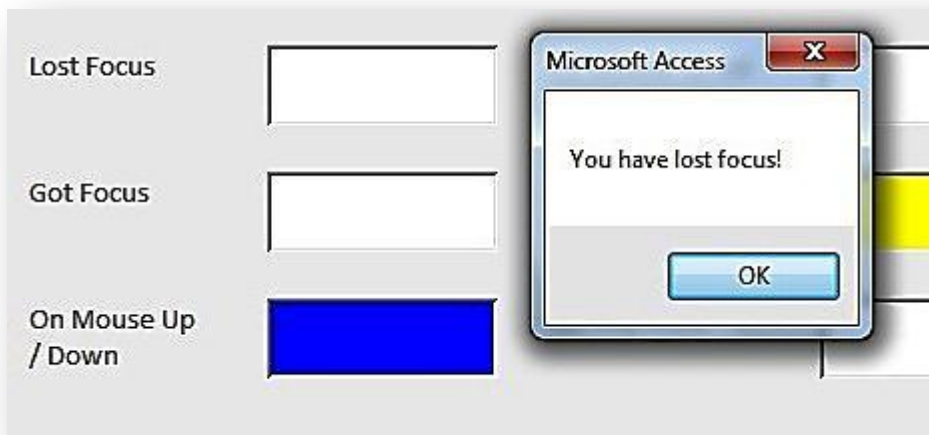 Lost Focus
Microsoft Access
X
You have lost focus!
Got Focus
OK
On Mouse Up
/ Down